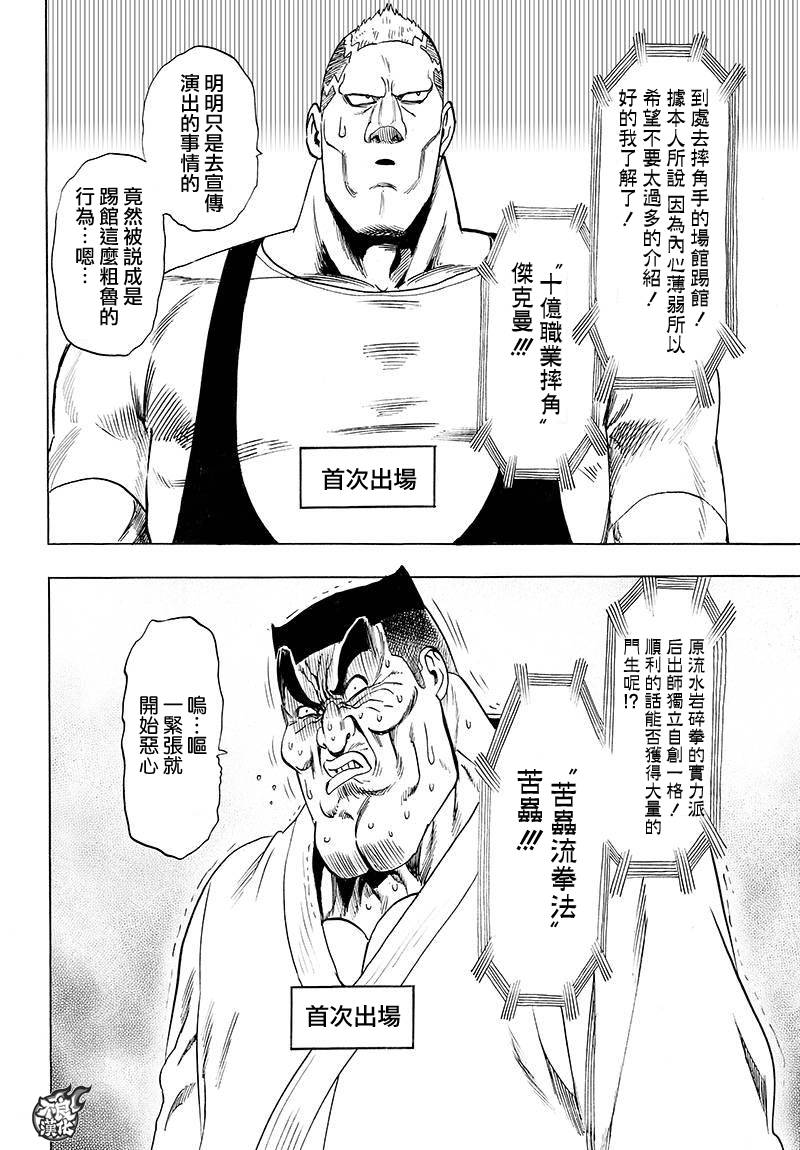 到處去摔角手的場館踢館！
據本人所說 因為內心薄弱所以
希望不要太過多的介紹！
好的我了解了！
"十億職業摔角"
傑克曼!!!
明明只是去宣傳
演出的事情的
竟然被説成是
踢館這麼粗魯的
行為…嗯…
首次出場
原流水岩碎拳的實力派
后出師獨立自創一格！
順利的話能否獲得大量的
門生呢!?
"苦蟲流拳法"
苦蟲!!!
嗚…嘔
一緊張就
開始惡心
首次出場
不良漢化